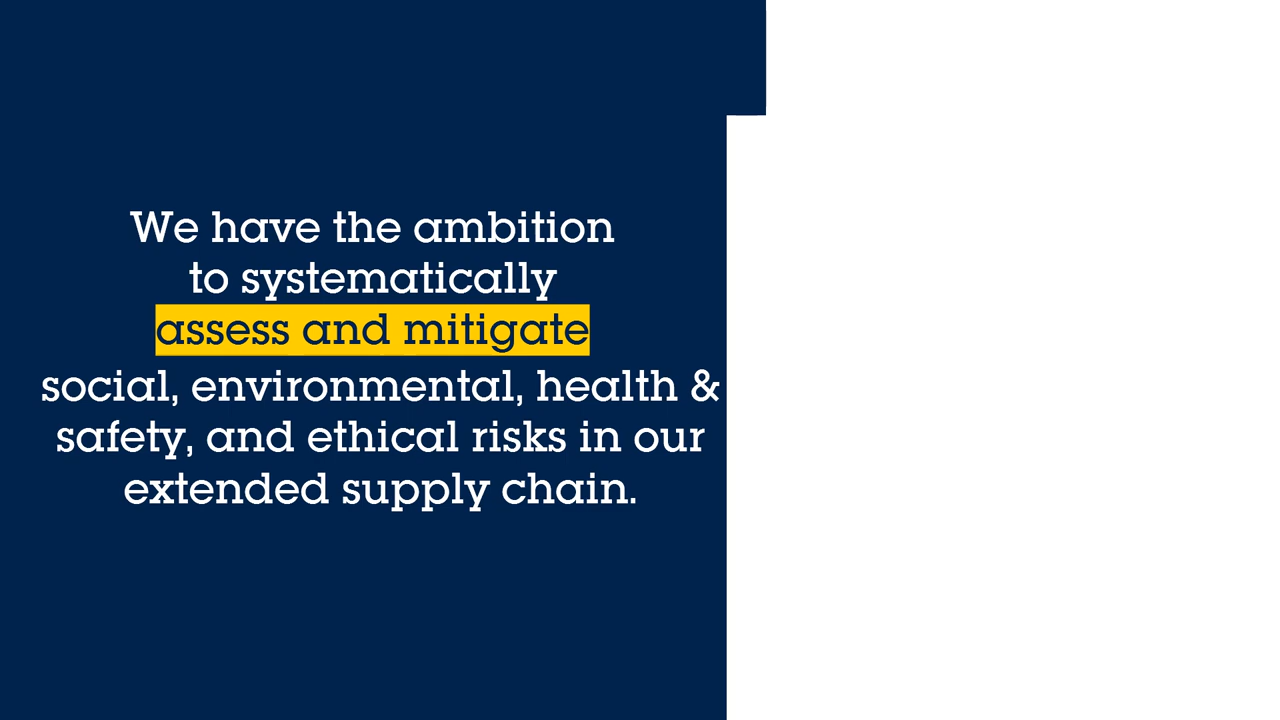 We have the ambition
to systematically
assess and mitigate
social, environmental, health &
safety, and ethical risks in our
extended supply chain.